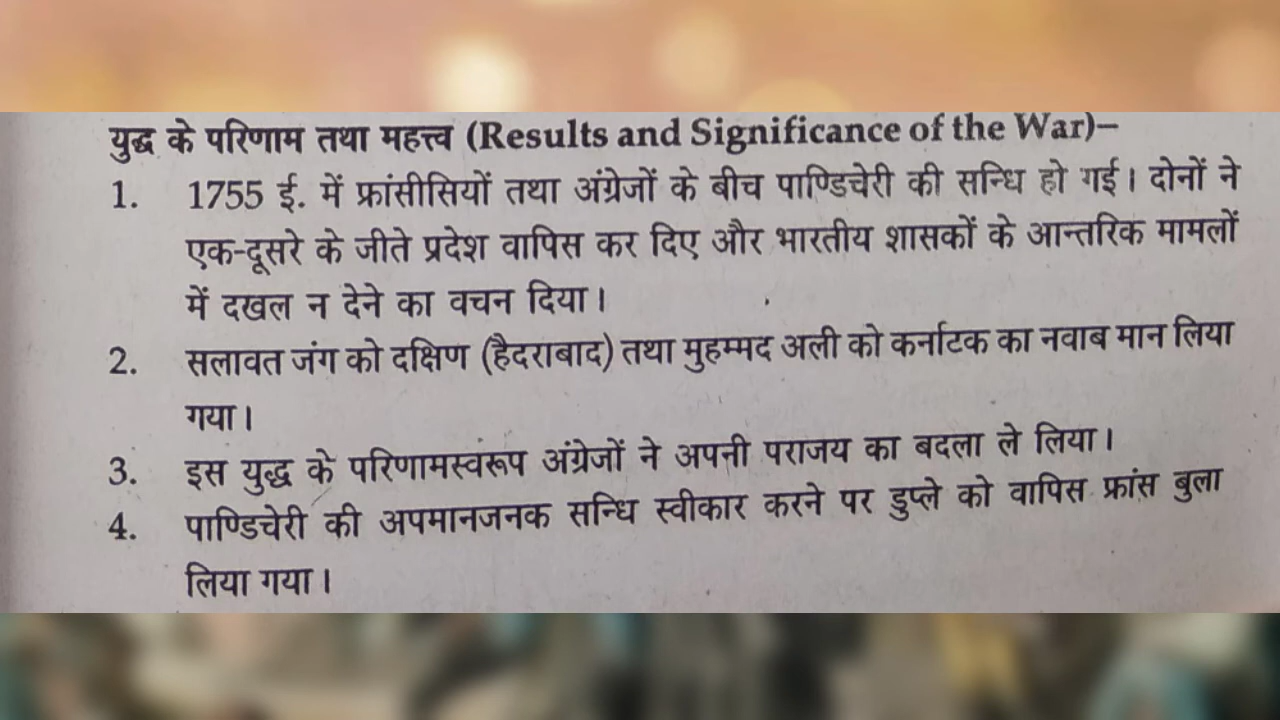 युद्ध के परिणाम तथा महत्त्व (Results and Significance of the War)–
1. 1755 ई. में फ्रांसीसियों तथा अंग्रेजों के बीच पाण्डिचेरी की सन्धि हो गई। दोनों ने
एक-दूसरे के जीते प्रदेश वापिस कर दिए और भारतीय शासकों के आन्तरिक मामलों
में दखल न देने का वचन दिया।
2. सलावत जंग को दक्षिण (हैदराबाद) तथा मुहम्मद अली को कर्नाटक का नवाब मान लिया
गया।
3. इस युद्ध के परिणामस्वरूप अंग्रेजों ने अपनी पराजय का बदला ले लिया।
4. पाण्डिचेरी की अपमानजनक सन्धि स्वीकार करने पर डुप्ले को वापिस फ्रांस बुला
लिया गया।